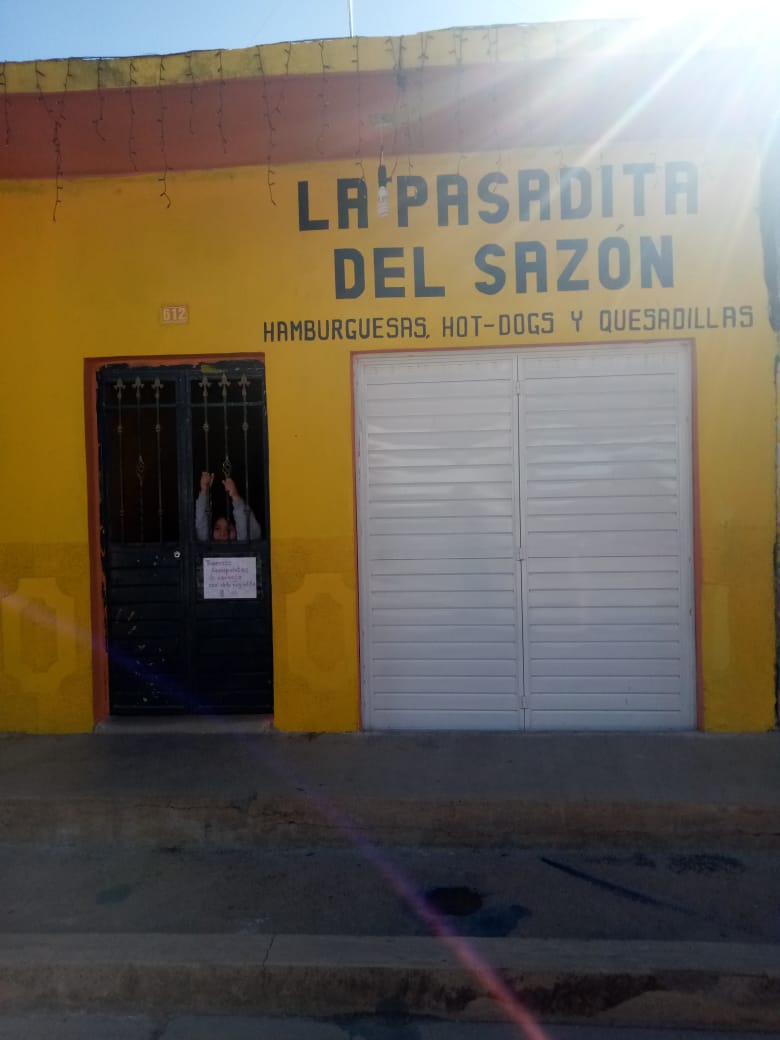 LA PASADITA
DEL SAZÓN
HAMBURGUESAS, HOT-DOGS Y QUESADILLAS
612